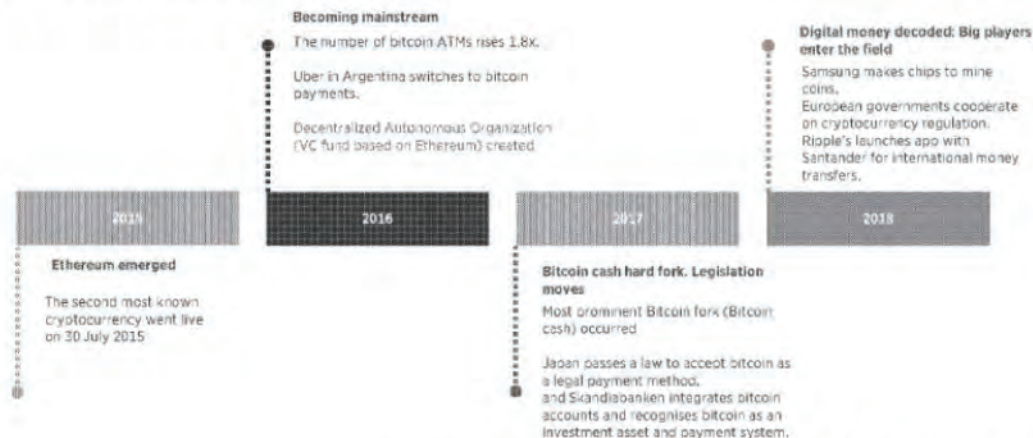 Becoming mainstream
The number of bitcoin ATMs rises 1.8x.
Uber in Argentina switches to bitcoin
payments.
Decentralized Autonomous Organization
(VC fund based on Ethereum) created
Digital money decoded: Big players
enter the field
Samsung makes chips to mine
coins.
European governments cooperate
on cryptocurrency regulation.
Ripple's launches app with
Santander for international money
transfers.
2015
2016
2017
2018
Ethereum emerged
The second most known
cryptocurrency went live
on 30 July 2015
Bitcoin cash hard fork. Legislation
moves
Most prominent Bitcoin fork (Bitcoin
cash) occurred
Japan passes a law to accept bitcoin as
a legal payment method.
and Skandiabanken integrates bitcoin
accounts and recognises bitcoin as an
investment asset and payment system.